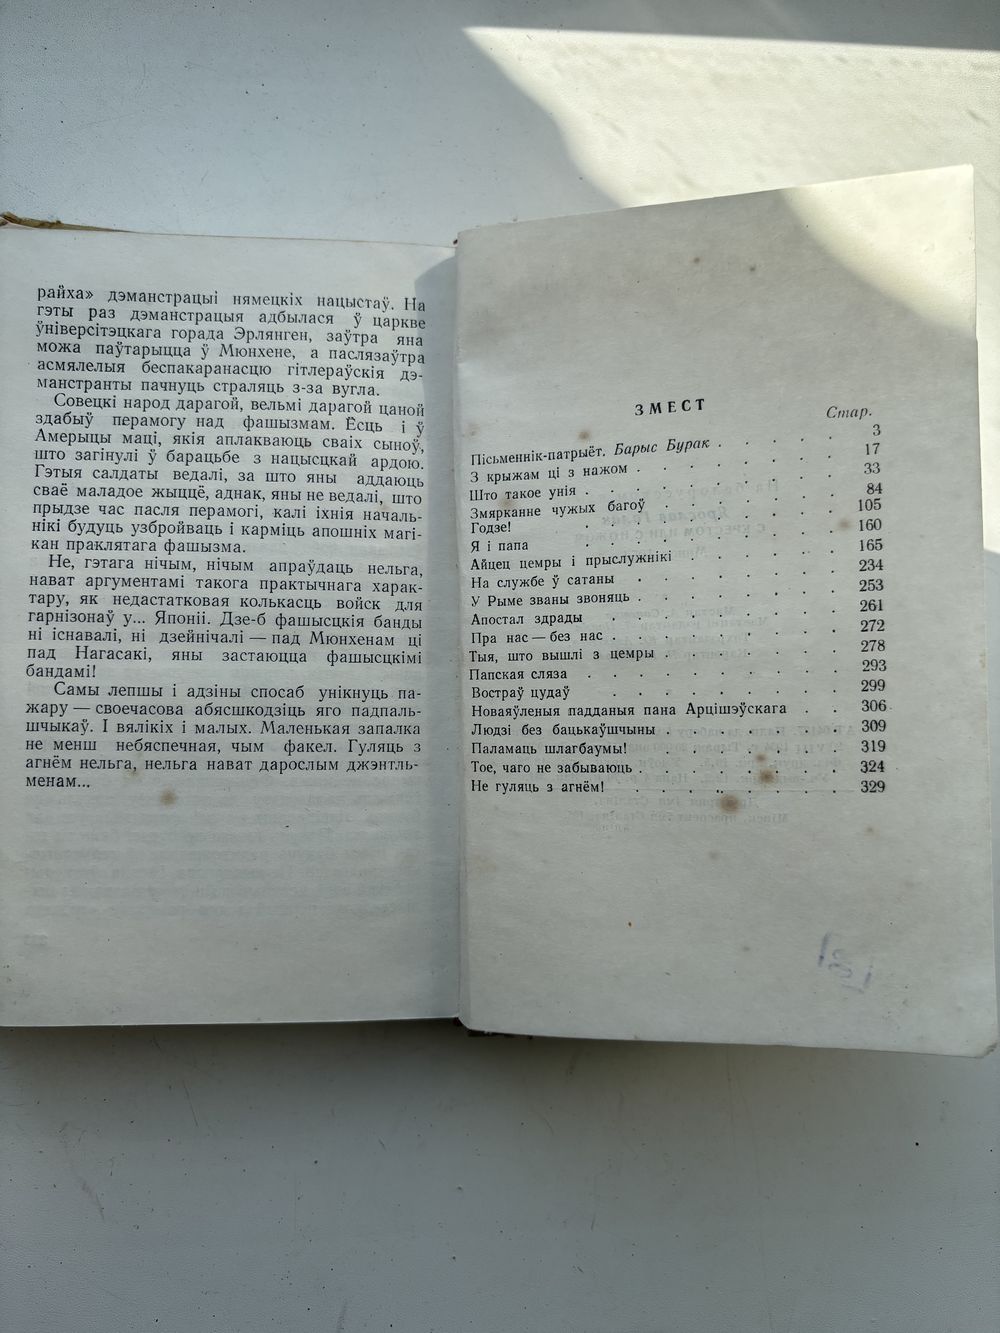 райха» дэманстрацыі нямецкіх нацыстаў. На
гэты раз дэманстрацыя адбылася ў царкве
ўніверсітэцкага горада Эрлянген, заўтра яна
можа паўтарыцца ў Мюнхене, а паслязаўтра
асмялелыя беспакаранасцю гітлераўскія дэ-
манстранты пачнуць страляць з-за вугла.
Совецкі народ дарагой, вельмі дарагой цаной
здабыў перамогу над фашызмам. Ёсць і ў
Амерыцы маці, якія аплакваюць сваіх сыноў,
што загінулі ў барацьбе з нацысцкай ардою.
Гэтыя салдаты ведалі, за што яны аддаюць
сваё маладое жыццё, аднак, яны не ведалі, што
прыдзе час пасля перамогі, калі іхнія началь-
нікі будуць узбройваць і карміць апошніх магі-
кан праклятага фашызма.
Не, гэтага нічым, нічым апраўдаць нельга,
нават аргументамі такога практычнага харак-
тару, як недастатковая колькасць войск для
гарнізонаў у... Японіі. Дзе-б фашысцкія банды
ні існавалі, ні дзейнічалі — пад Мюнхенам ці
пад Нагасакі, яны застаюцца фашысцкімі
бандамі!
Самы лепшы і адзіны спосаб унікнуць па-
жару — своечасова абясшкодзіць яго падпаль-
шчыкаў. І вялікіх і малых. Маленькая запалка
не менш небяспечная, чым факел. Гуляць з
агнём нельга, нельга нават дарослым джэнтль-
менам...
ЗМЕСТ
Стар.
Пісьменнік-патрыёт. Барыс Бурак . . . . . 3
З крыжам ці з нажом . . . . . . 17
Што такое унія . . . . . . . 33
Змярканне чужых багоў . . . . . . 84
Годзе! . . . . . . . 105
Я і папа . . . . . . . 160
Айцец цемры і прыслужнікі . . . . . 165
На службе ў сатаны . . . . . . 234
У Рыме званы звоняць . . . . . . 253
Апостал здрады . . . . . . . 261
Пра нас — без нас . . . . . . . 272
Тыя, што вышлі з цемры . . . . . . 278
Папская сляза . . . . . . . 293
Востраў цудаў . . . . . . . 299
Новаяўленыя падданыя пана Арцішэўскага . . 306
Людзі без бацькаўшчыны . . . . . . 309
Паламаць шлагбаумы! . . . . . . 319
Тое, чаго не забываюць . . . . . . 324
Не гуляць з агнём! . . . . . . 329